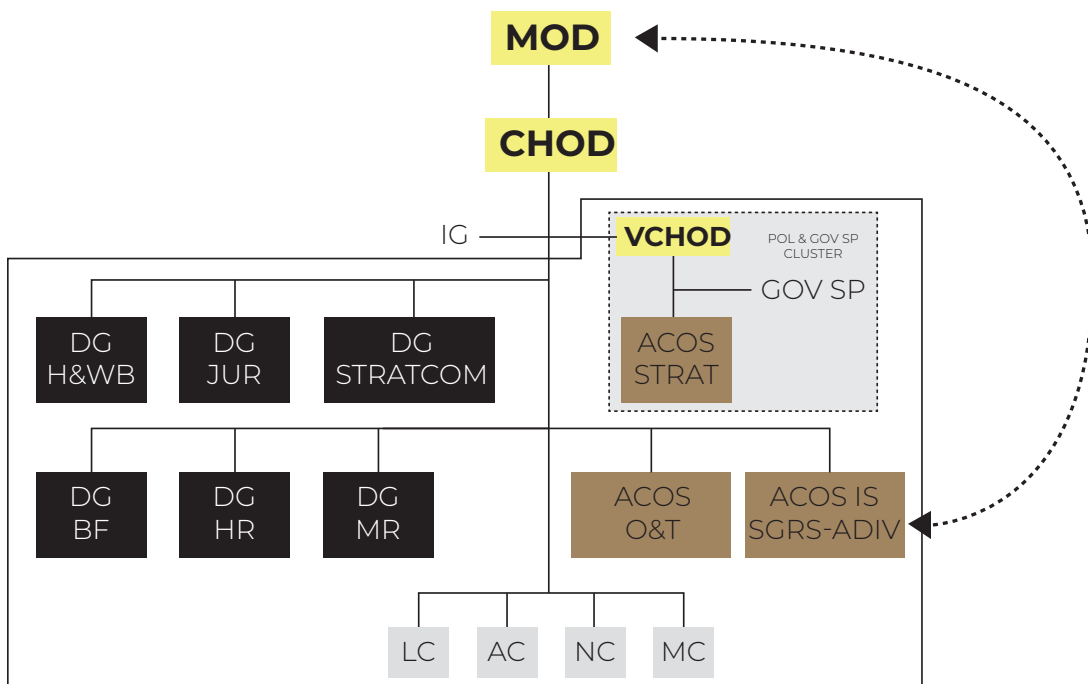 MOD
CHOD
IG
VCHOD
POL & GOV SP
CLUSTER
GOV SP
DG
H&WB
DG
JUR
DG
STRATCOM
ACOS
STRAT
DG
BF
DG
HR
DG
MR
ACOS
O&T
ACOS IS
SGRS-ADIV
LC
AC
NC
MC